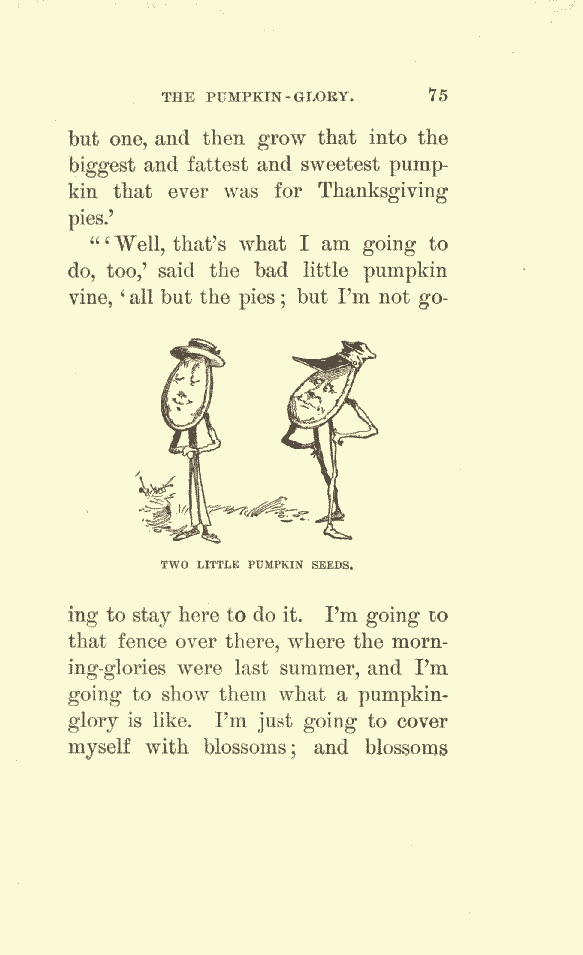 THE PUMPKIN-GLORY. 75
but one, and then grow that into the
biggest and fattest and sweetest pump-
kin that ever was for Thanksgiving
pies.’
“‘Well, that’s what I am going to
do, too,’ said the bad little pumpkin
vine, ‘all but the pies; but I’m not go-
TWO LITTLE PUMPKIN SEEDS.
ing to stay here to do it. I’m going to
that fence over there, where the morn-
ing-glories were last summer, and I’m
going to show them what a pumpkin-
glory is like. I’m just going to cover
myself with blossoms; and blossoms